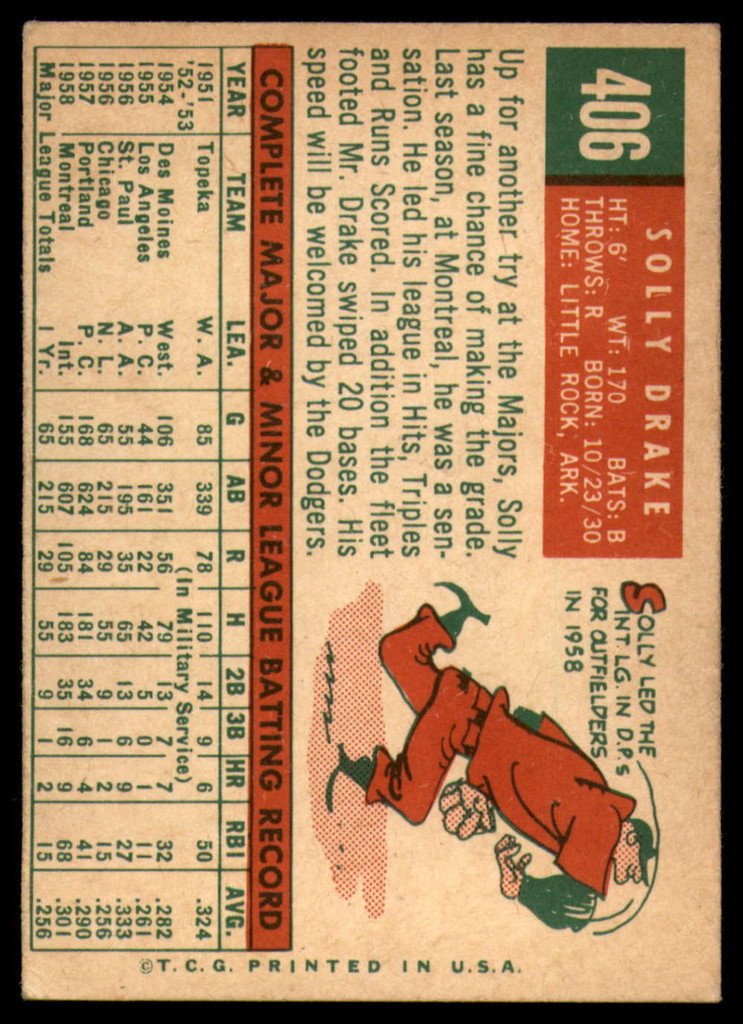 406
SOLLY DRAKE
HT: 6' WT: 170 BATS: B
THROWS: R BORN: 10/23/30
HOME: LITTLE ROCK, ARK.
Up for another try at the Majors, Solly
has a fine chance of making the grade.
Last season, at Montreal, he was a sen-
sation. He led his league in Hits, Triples
and Runs Scored. In addition the fleet
footed Mr. Drake swiped 20 bases. His
speed will be welcomed by the Dodgers.
SOLLY LED THE
INT. LG. IN D.P.s
FOR OUTFIELDERS
IN 1958
COMPLETE MAJOR & MINOR LEAGUE BATTING RECORD
YEAR TEAM LEA. G AB R H 2B 3B HR RBI AVG.
1951 Topeka W. A. 85 339 78 110 14 9 6 50 .324
'52-'53 (In Military Service)
1954 Des Moines West. 106 351 56 79 13 7 7 32 .282
1955 Los Angeles P. C. 44 161 22 42 5 0 1 11 .261
1956 St. Paul A. A. 55 195 35 65 13 6 9 27 .333
1956 Chicago N. L. 65 215 29 55 9 1 2 15 .256
1957 Portland P. C. 168 624 84 181 34 6 4 41 .290
1958 Montreal Int. 155 607 105 183 35 16 9 68 .301
Major League Totals 1 Yr. 65 215 29 55 9 1 2 15 .256
© T. C. G. PRINTED IN U.S.A.